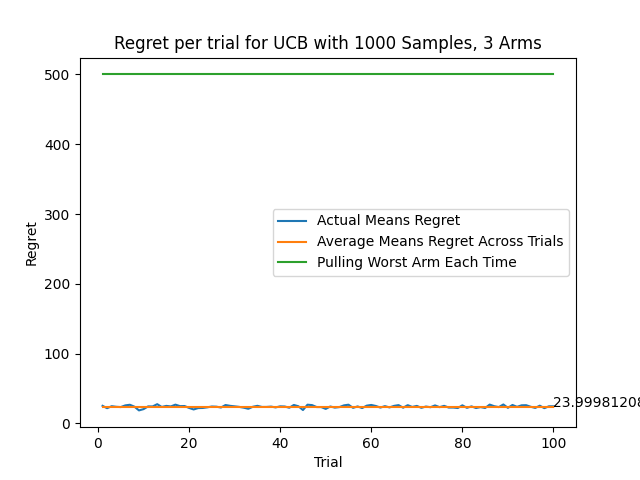 Regret per trial for UCB with 1000 Samples, 3 Arms
500
400
300
200
100
0
Regret
Actual Means Regret
Average Means Regret Across Trials
Pulling Worst Arm Each Time
23.99981208
0 20 40 60 80 100
Trial